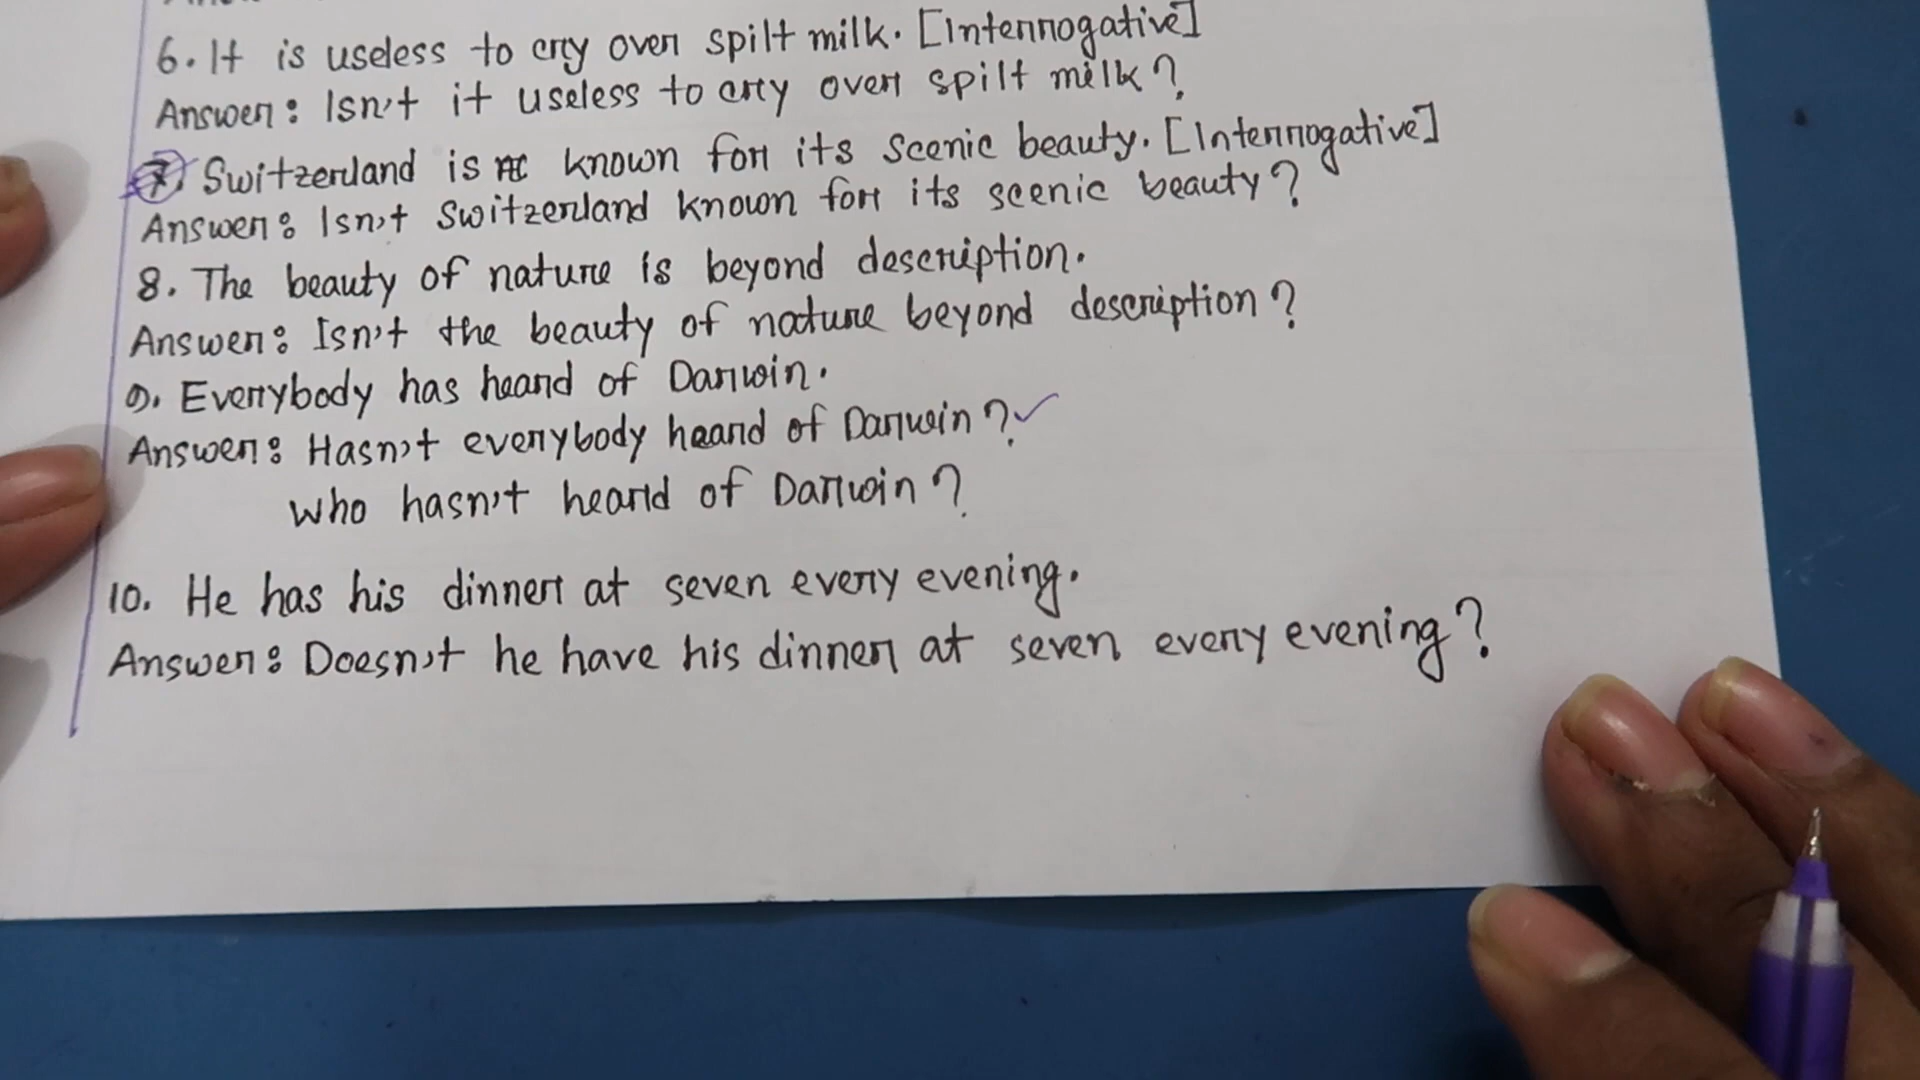 6. It is useless to cry over spilt milk. [Interrogative]
Answer: Isn't it useless to cry over spilt milk?
7. Switzerland is known for its scenic beauty. [Interrogative]
Answer: Isn't Switzerland known for its scenic beauty?
8. The beauty of nature is beyond description.
Answer: Isn't the beauty of nature beyond description?
9. Everybody has heard of Darwin.
Answer: Hasn't everybody heard of Darwin?
Who hasn't heard of Darwin?
10. He has his dinner at seven every evening.
Answer: Doesn't he have his dinner at seven every evening?